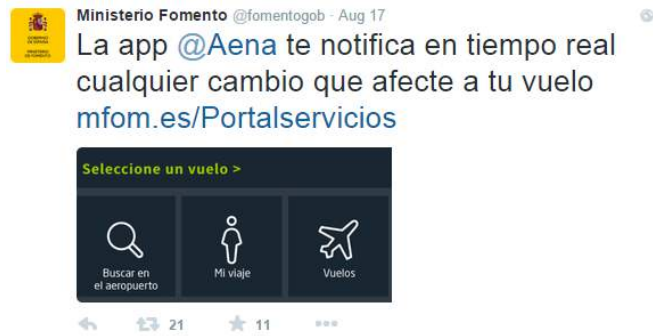 Ministerio Fomento @fomentogob · Aug 17
La app @Aena te notifica en tiempo real
cualquier cambio que afecte a tu vuelo
mfom.es/Portalservicios
Seleccione un vuelo >
Buscar en
el aeropuerto
Mi viaje
Vuelos
21
11